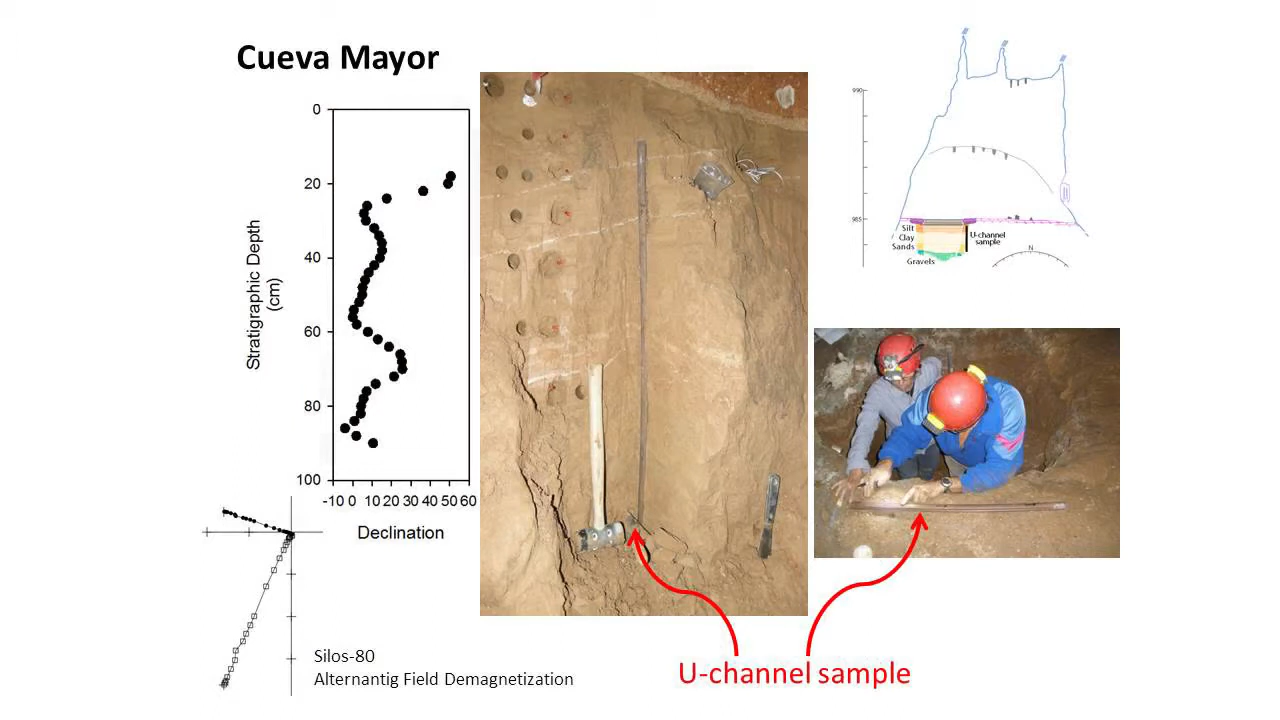 Cueva Mayor
0
20
40
60
80
100
Stratigraphic Depth
(cm)
-10 0 10 20 30 40 50 60
Declination
Silos-80
Alternantig Field Demagnetization
U-channel sample
990
985
Silt
Clay
Sands
Gravels
U-channel
sample
N